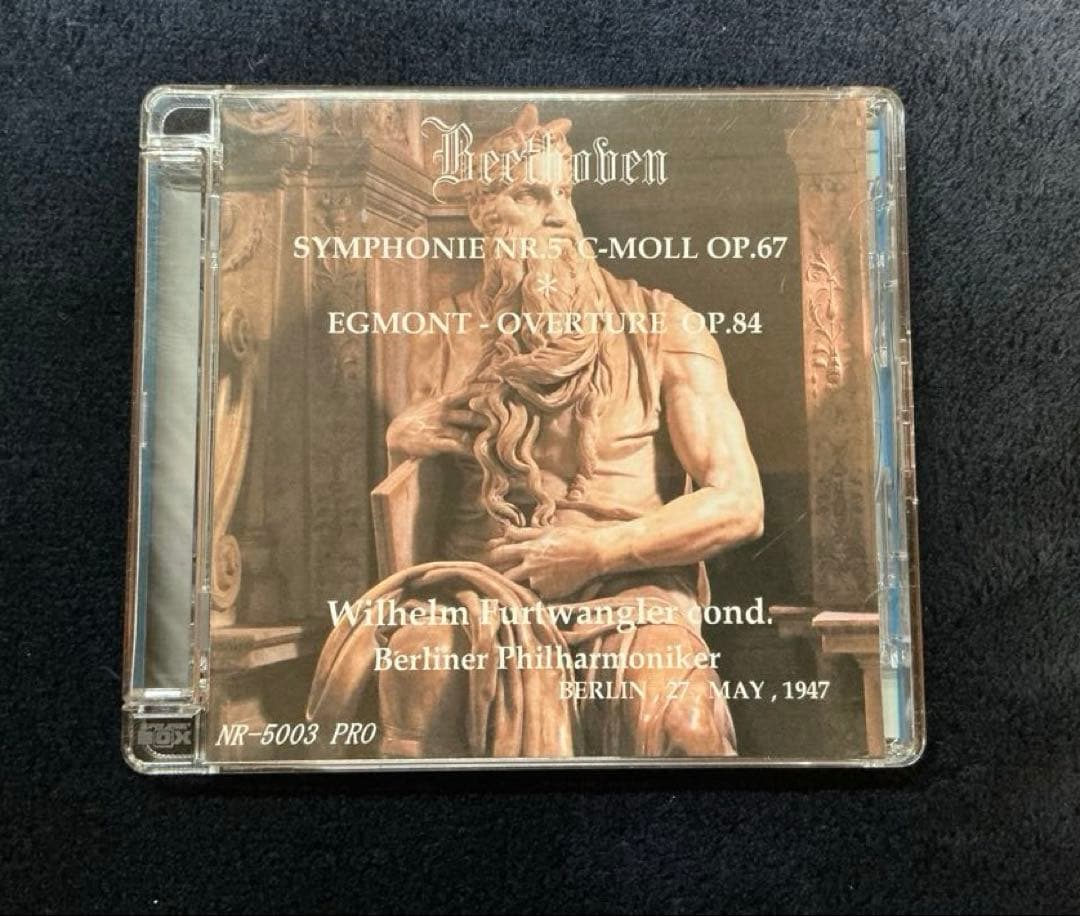 Beethoven
SYMPHONIE NR.5 C-MOLL OP.67
*
EGMONT - OVERTURE OP.84
Wilhelm Furtwangler cond.
Berliner Philharmoniker
BERLIN , 27, MAY , 1947
NR-5003 PRO